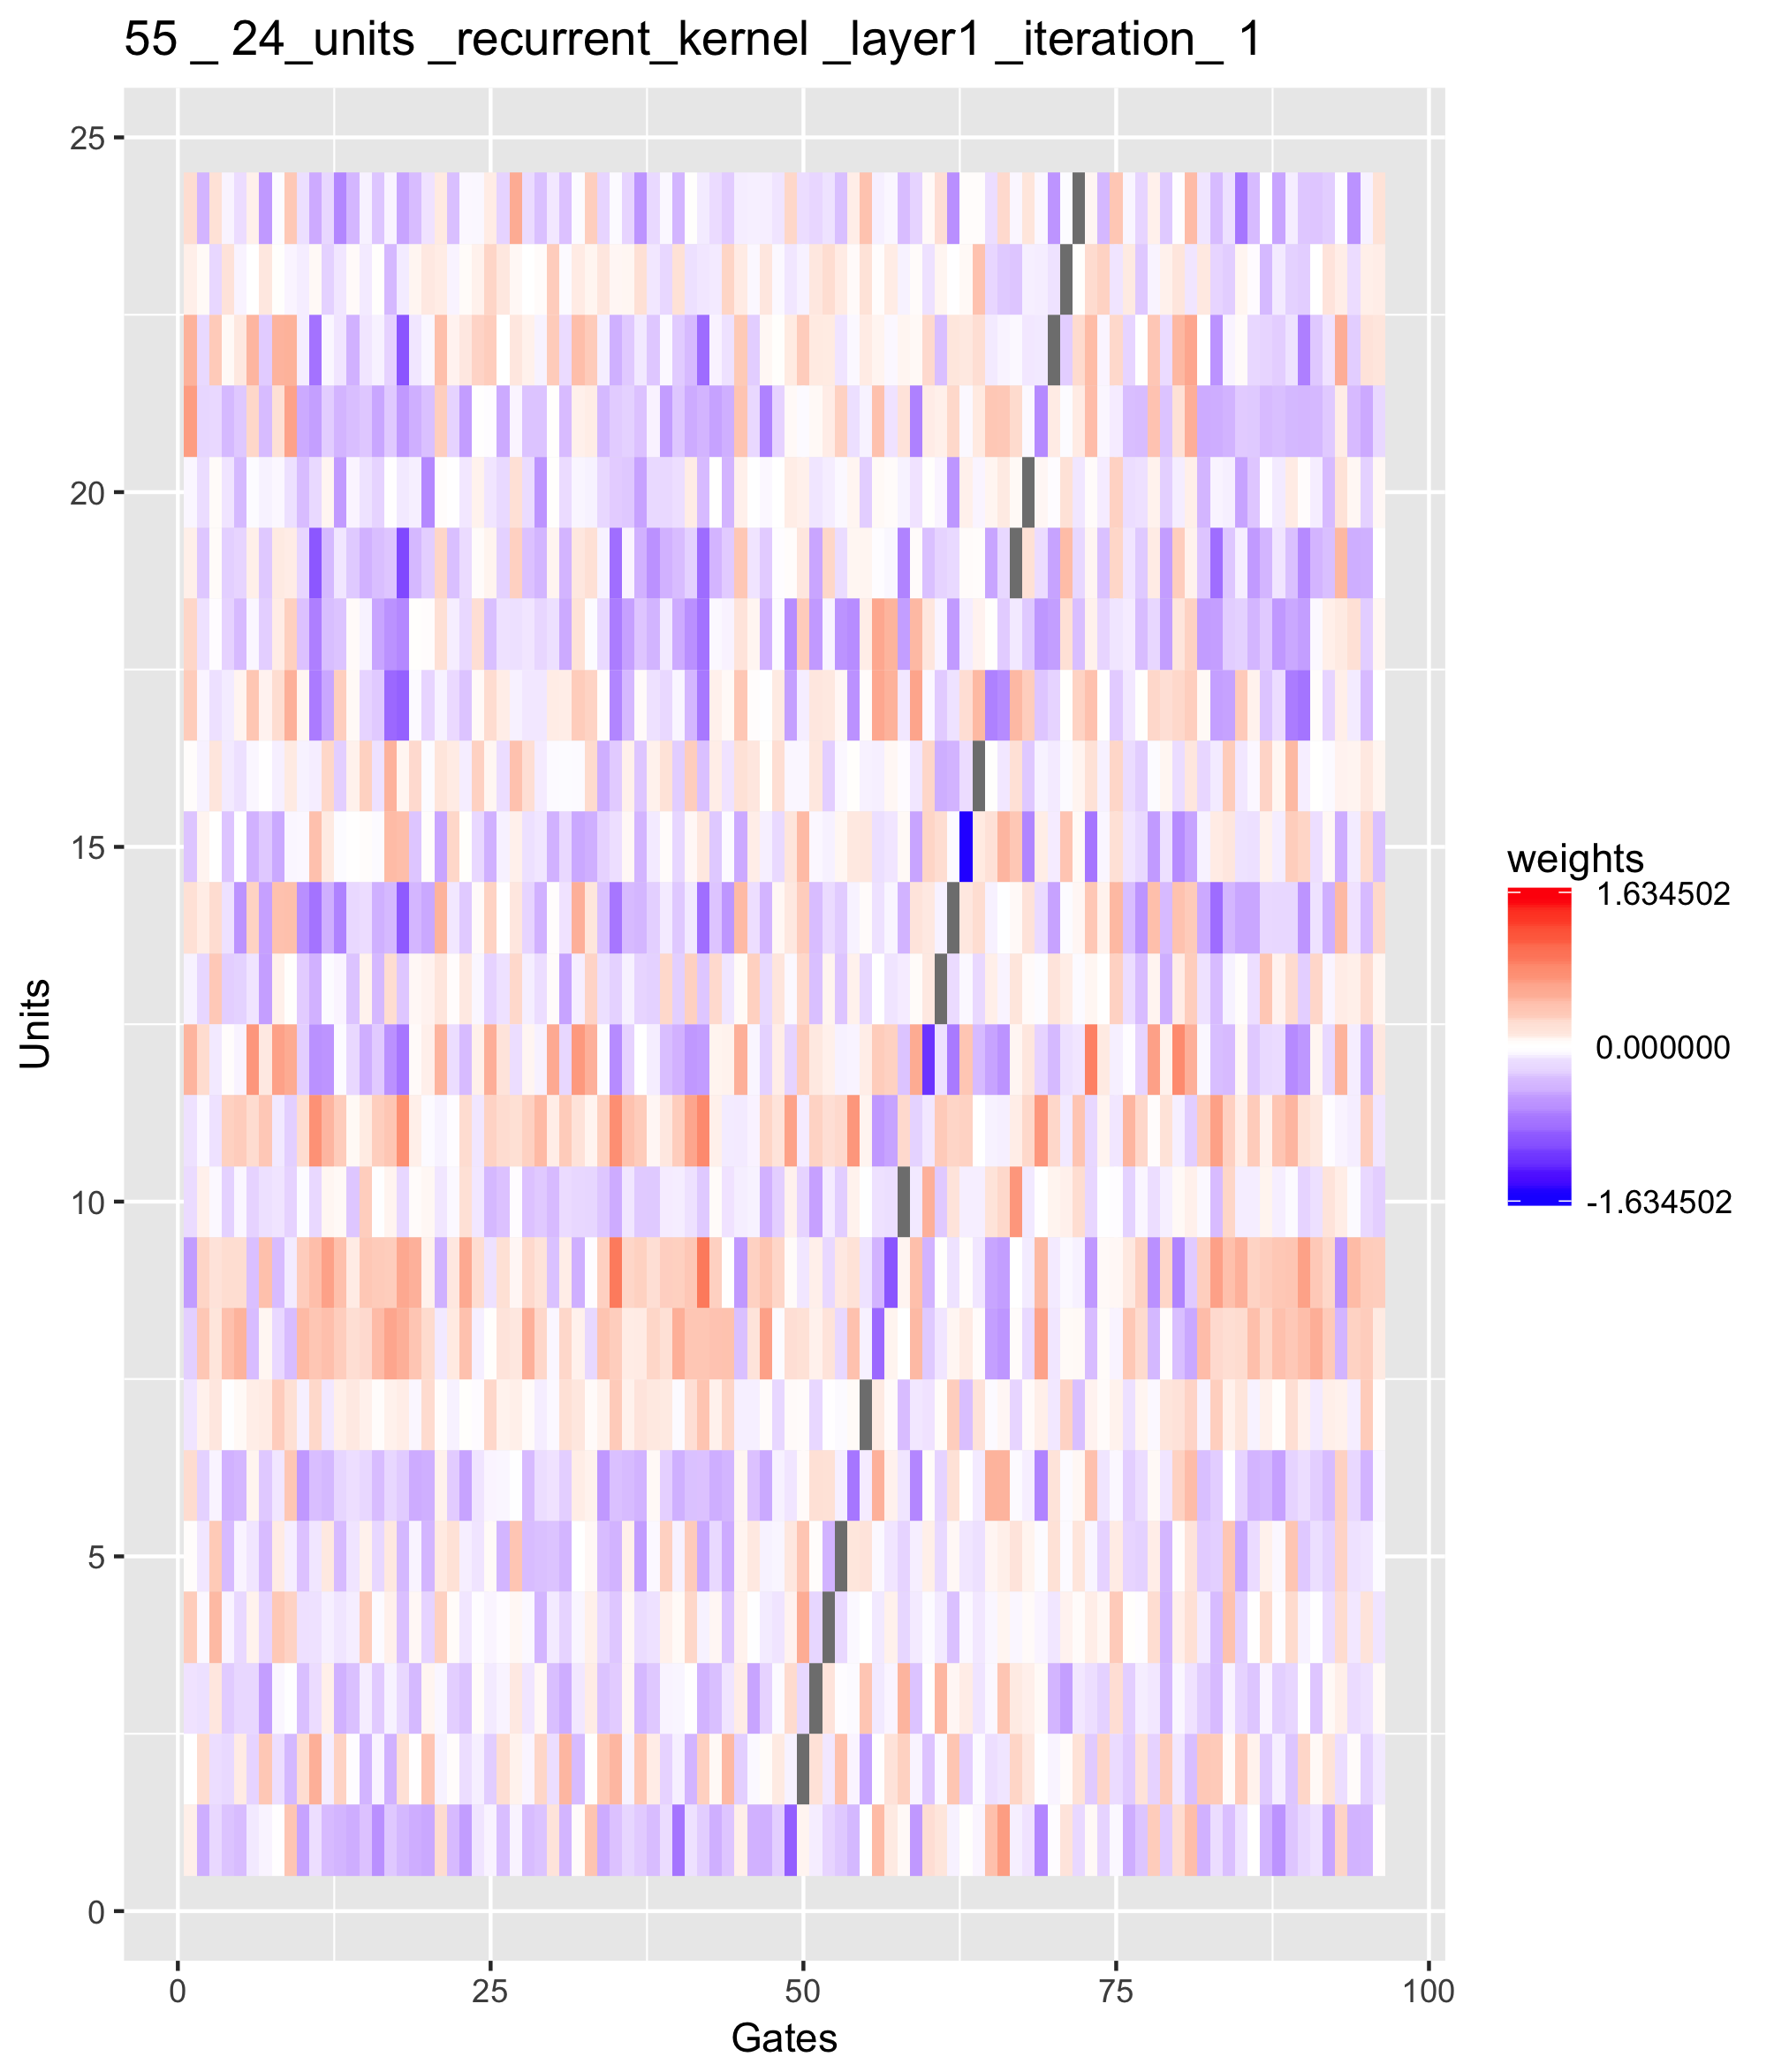 55 _ 24_units _recurrent_kernel _layer1 _iteration_ 1
25
20
15
10
5
0
Units
0 25 50 75 100
Gates
weights
1.634502
0.000000
-1.634502